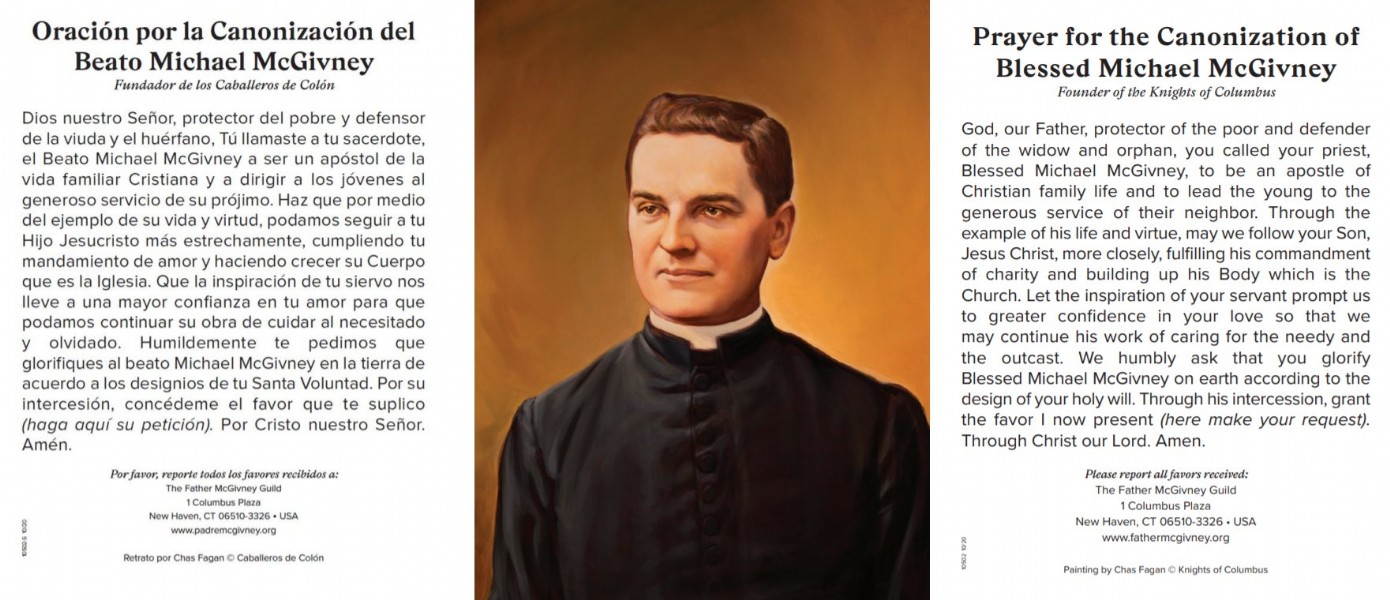 Oración por la Canonización del
Beato Michael McGivney
Fundador de los Caballeros de Colón
Dios nuestro Señor, protector del pobre y defensor
de la viuda y el huérfano, Tú llamaste a tu sacerdote,
el Beato Michael McGivney a ser un apóstol de la
vida familiar Cristiana y a dirigir a los jóvenes al
generoso servicio de su prójimo. Haz que por medio
del ejemplo de su vida y virtud, podamos seguir a tu
Hijo Jesucristo más estrechamente, cumpliendo tu
mandamiento de amor y haciendo crecer su Cuerpo
que es la Iglesia. Que la inspiración de tu siervo nos
lleve a una mayor confianza en tu amor para que
podamos continuar su obra de cuidar al necesitado
y olvidado. Humildemente te pedimos que
glorifiques al beato Michael McGivney en la tierra de
acuerdo a los designios de tu Santa Voluntad. Por su
intercesión, concédeme el favor que te suplico
(haga aquí su petición). Por Cristo nuestro Señor.
Amén.
Por favor, reporte todos los favores recibidos a:
The Father McGivney Guild
1 Columbus Plaza
New Haven, CT 06510-3326 • USA
www.padremcgivney.org
Retrato por Chas Fagan © Caballeros de Colón
Prayer for the Canonization of
Blessed Michael McGivney
Founder of the Knights of Columbus
God, our Father, protector of the poor and defender
of the widow and orphan, you called your priest,
Blessed Michael McGivney, to be an apostle of
Christian family life and to lead the young to the
generous service of their neighbor. Through the
example of his life and virtue, may we follow your Son,
Jesus Christ, more closely, fulfilling his commandment
of charity and building up his Body which is the
Church. Let the inspiration of your servant prompt us
to greater confidence in your love so that we
may continue his work of caring for the needy and
the outcast. We humbly ask that you glorify
Blessed Michael McGivney on earth according to the
design of your holy will. Through his intercession, grant
the favor I now present (here make your request).
Through Christ our Lord. Amen.
Please report all favors received:
The Father McGivney Guild
1 Columbus Plaza
New Haven, CT 06510-3326 • USA
www.fathermcgivney.org
Painting by Chas Fagan © Knights of Columbus